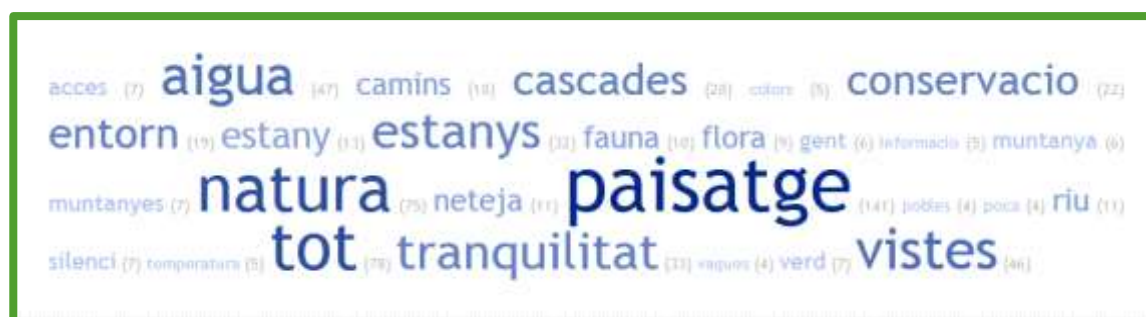 acces (7) aigua (47) camins (10) cascades (28) colors (5) conservacio (22)
entorn (19) estany (13) estanys (32) fauna (10) flora (9) gent (6) informacio (5) muntanya (6)
muntanyes (7) natura (75) neteja (11) paisatge (141) pobles (4) poca (4) riu (11)
silenci (7) temperatura (5) tot (78) tranquilitat (33) vaques (4) verd (7) vistes (46)